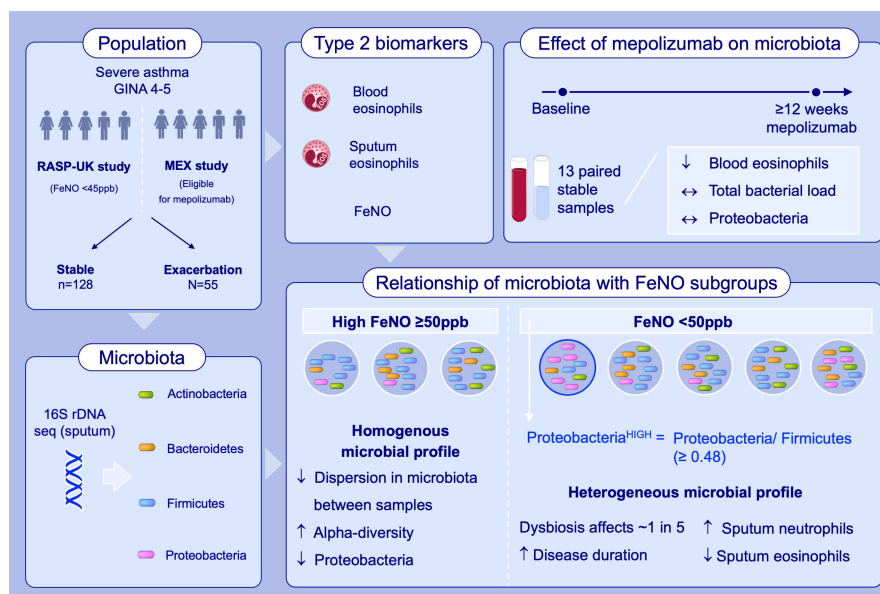 Population
Severe asthma
GINA 4-5
RASP-UK study
(FeNO <45ppb)
MEX study
(Eligible
for mepolizumab)
Stable
n=128
Exacerbation
N=55
Type 2 biomarkers
Blood
eosinophils
Sputum
eosinophils
FeNO
Effect of mepolizumab on microbiota
Baseline
≥12 weeks
mepolizumab
13 paired
stable
samples
↓ Blood eosinophils
↔ Total bacterial load
↔ Proteobacteria
Microbiota
16S rDNA
seq (sputum)
Actinobacteria
Bacteroidetes
Firmicutes
Proteobacteria
Relationship of microbiota with FeNO subgroups
High FeNO ≥50ppb
Homogenous
microbial profile
↓ Dispersion in microbiota
between samples
↑ Alpha-diversity
↓ Proteobacteria
FeNO <50ppb
Proteobacteriaᴴᴵᴳᴴ = Proteobacteria/ Firmicutes
(≥ 0.48)
Heterogeneous microbial profile
Dysbiosis affects ~1 in 5
↑ Disease duration
↑ Sputum neutrophils
↓ Sputum eosinophils